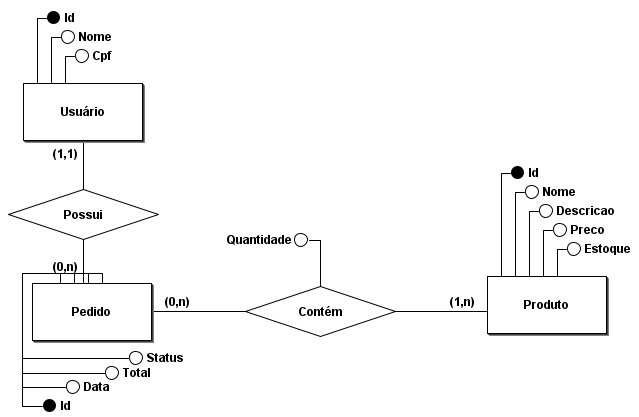 Id
Nome
Cpf
Usuário
(1,1)
Possui
(0,n)
Pedido
Status
Total
Data
Id
(0,n)
Quantidade
Contém
(1,n)
Id
Nome
Descricao
Preco
Estoque
Produto